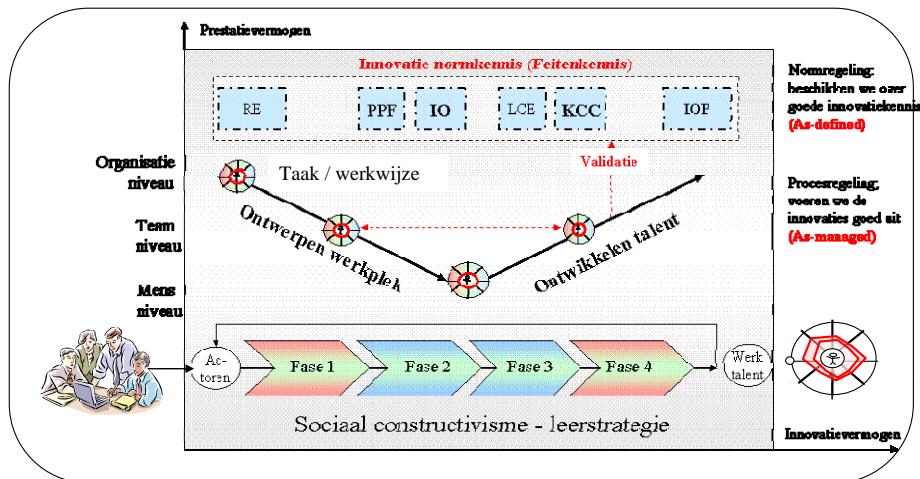 Prestatievermogen
Innovatie normkennis (Feitenkennis)
RE
PPF
IO
LCE
KCC
IOP
Normregeling:
beschikken we over
goede innovatiekennis
(As-defined)
Organisatie
niveau
Taak / werkwijze
Validatie
Procesregeling;
voeren we de
innovaties goed uit
(As-managed)
Team
niveau
Ontwerpen werkplek
Ontwikkelen talent
Mens
niveau
Ac-
toren
Fase 1
Fase 2
Fase 3
Fase 4
Werk
talent
Sociaal constructivisme - leerstrategie
Innovatievermogen